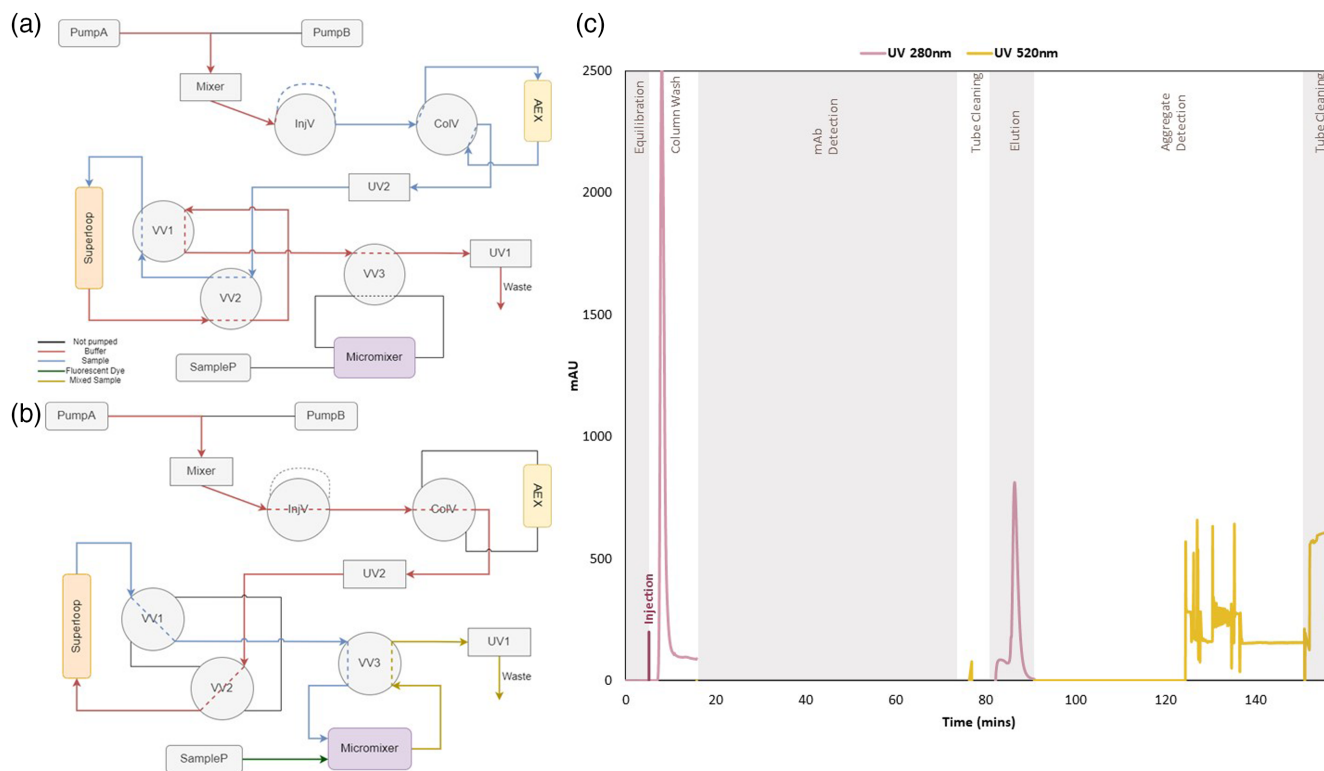 (a)
PumpA
PumpB
Mixer
InjV
ColV
AEX
UV2
Superloop
VV1
VV2
VV3
UV1
Waste
Not pumped
Buffer
Sample
Fluorescent Dye
Mixed Sample
SampleP
Micromixer
(b)
PumpA
PumpB
Mixer
InjV
ColV
AEX
UV2
Superloop
VV1
VV2
VV3
UV1
Waste
SampleP
Micromixer
(c)
UV 280nm
UV 520nm
2500
2000
1500
1000
500
0
mAU
Equilibration
Injection
Column Wash
mAb
Detection
Tube Cleaning
Elution
Aggregate
Detection
Tube Cleaning
0
20
40
60
80
100
120
140
Time (mins)